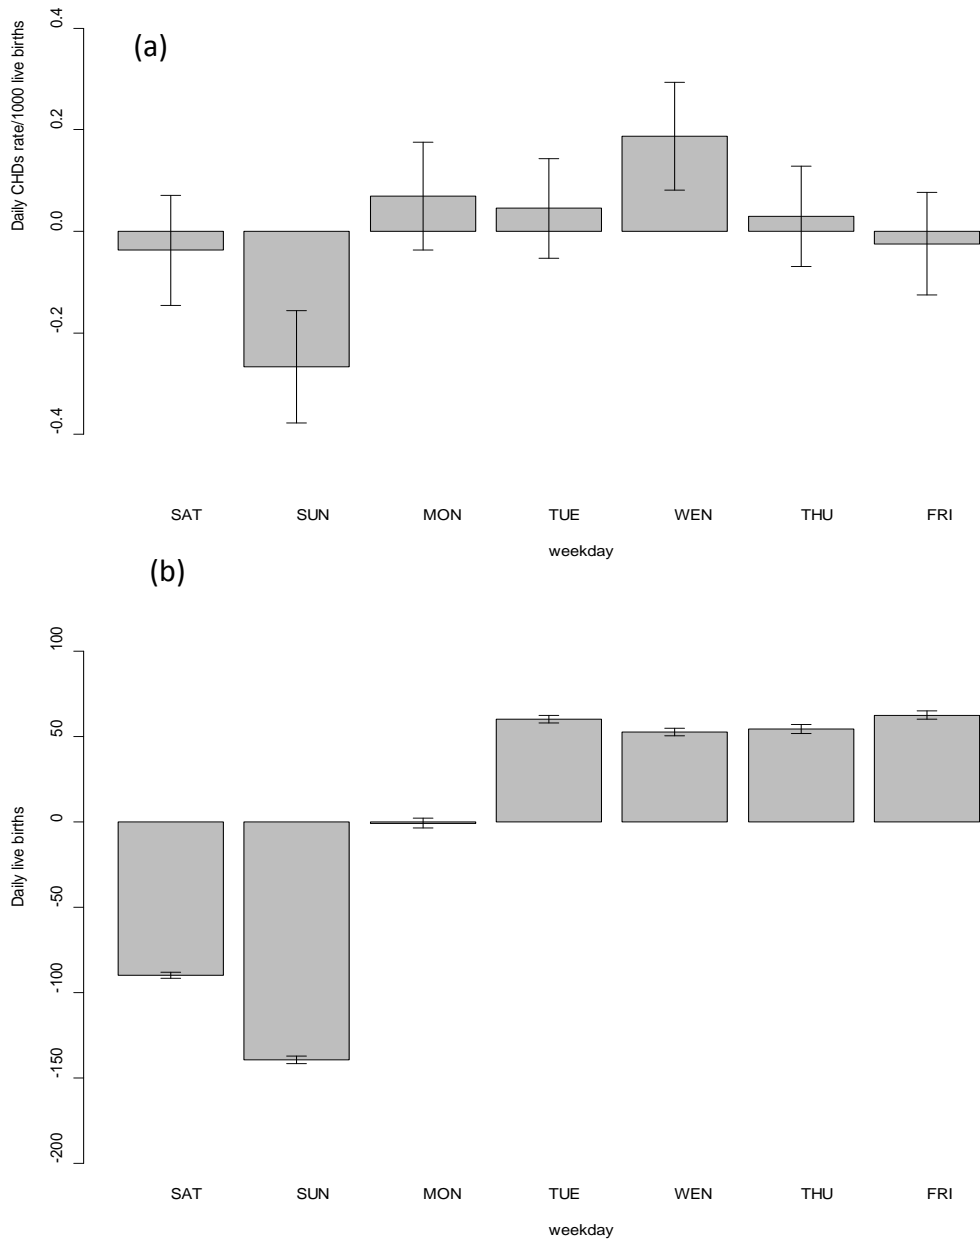 (a)
Daily CHDs rate/1000 live births
0.4
0.2
0.0
-0.2
-0.4
SAT SUN MON TUE WEN THU FRI
weekday
(b)
Daily live births
100
50
0
-50
-100
-150
-200
SAT SUN MON TUE WEN THU FRI
weekday